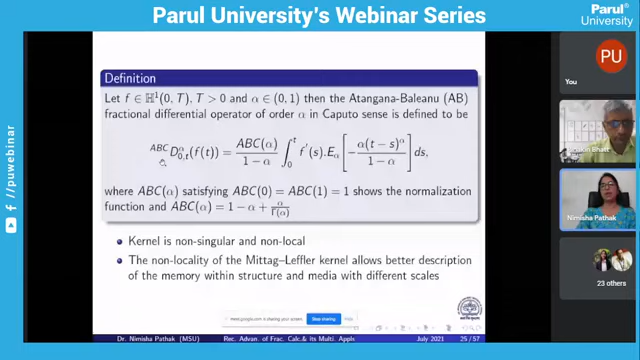 Parul University's Webinar Series
Parul®
University
Definition
Let f ∈ ℍ¹(0, T), T > 0 and α ∈ (0, 1) then the Atangana-Baleanu (AB)
fractional differential operator of order α in Caputo sense is defined to be
^{ABC}D^α_{0,t}(f(t)) = ABC(α)/(1 − α) ∫_0^t f'(s).E_α[−α(t − s)^α/(1 − α)] ds,
where ABC(α) satisfying ABC(0) = ABC(1) = 1 shows the normalization
function and ABC(α) = 1 − α + α/Γ(α)
Kernel is non-singular and non-local
The non-locality of the Mittag–Leffler kernel allows better description
of the memory within structure and media with different scales
Stop sharing
Hide
Dr. Nimisha Pathak (MSU)
Rec. Advan. of Frac. Calc.& its Multi. Appls
July 2021
25 / 57
/puwebinar
PU
You
Bhatt
Nimisha Pathak
23 others